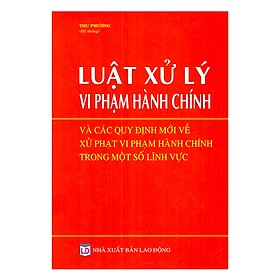 THU PHƯƠNG
(Hệ thống)
LUẬT XỬ LÝ
VI PHẠM HÀNH CHÍNH
VÀ CÁC QUY ĐỊNH MỚI VỀ
XỬ PHẠT VI PHẠM HÀNH CHÍNH
TRONG MỘT SỐ LĨNH VỰC
NHÀ XUẤT BẢN LAO ĐỘNG